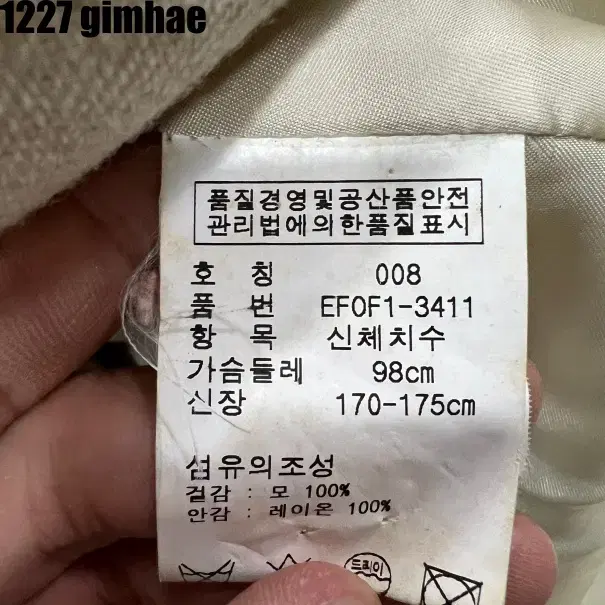 1227 gimhae
품질경영및공산품안전
관리법에의한품질표시
호 칭 008
품 번 EFOF1-3411
항 목 신체치수
가슴둘레 98cm
신장 170-175cm
섬유의조성
겉감 : 모 100%
안감 : 레이온 100%
드라이